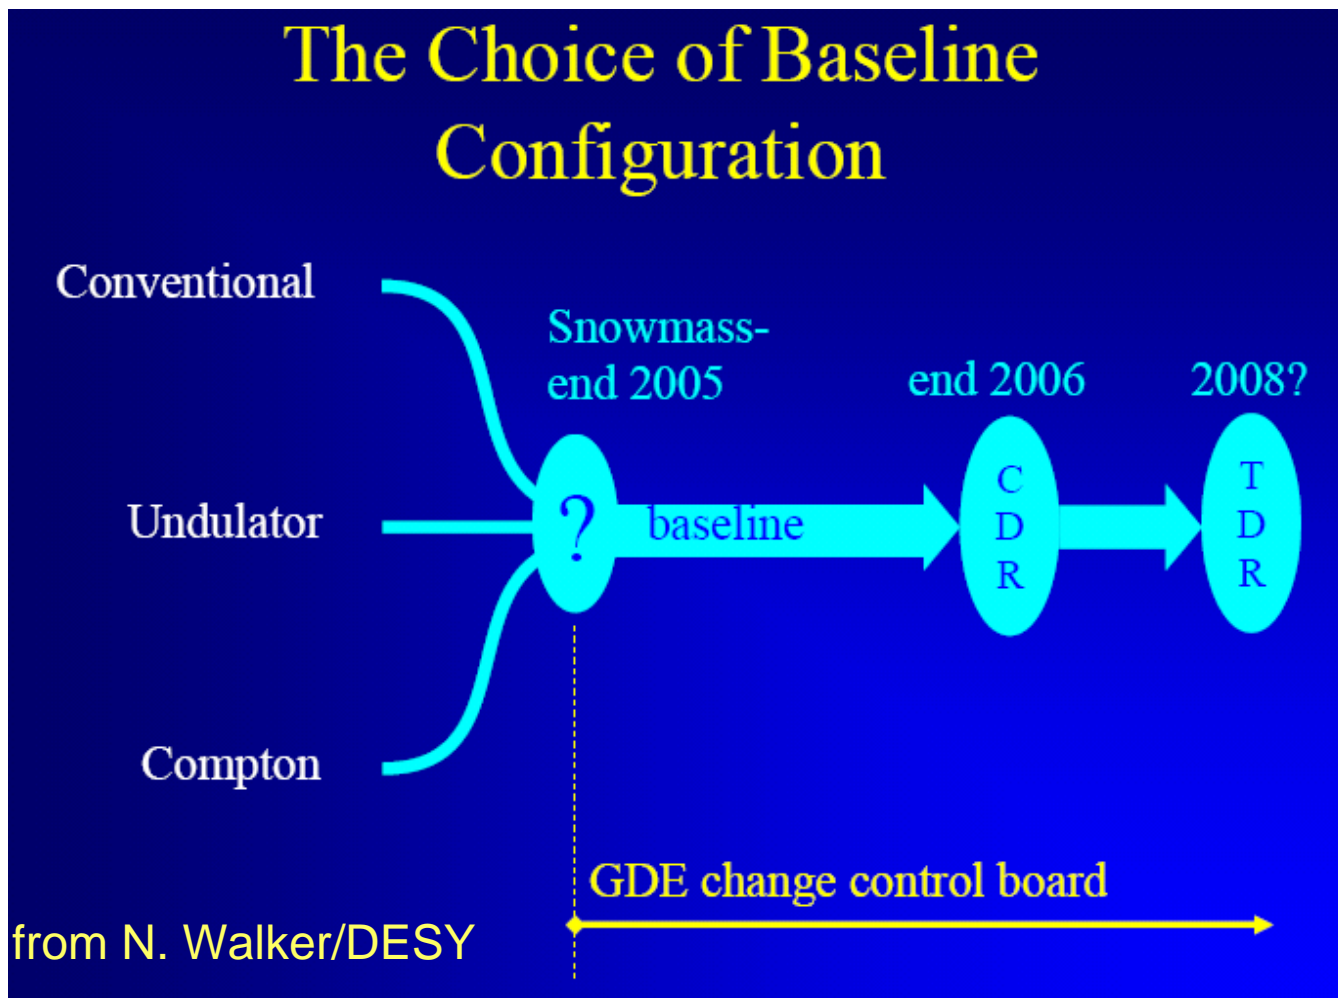 The Choice of Baseline
Configuration
Conventional
Undulator
Compton
Snowmass-
end 2005
end 2006
2008?
?
baseline
C
D
R
T
D
R
GDE change control board
from N. Walker/DESY